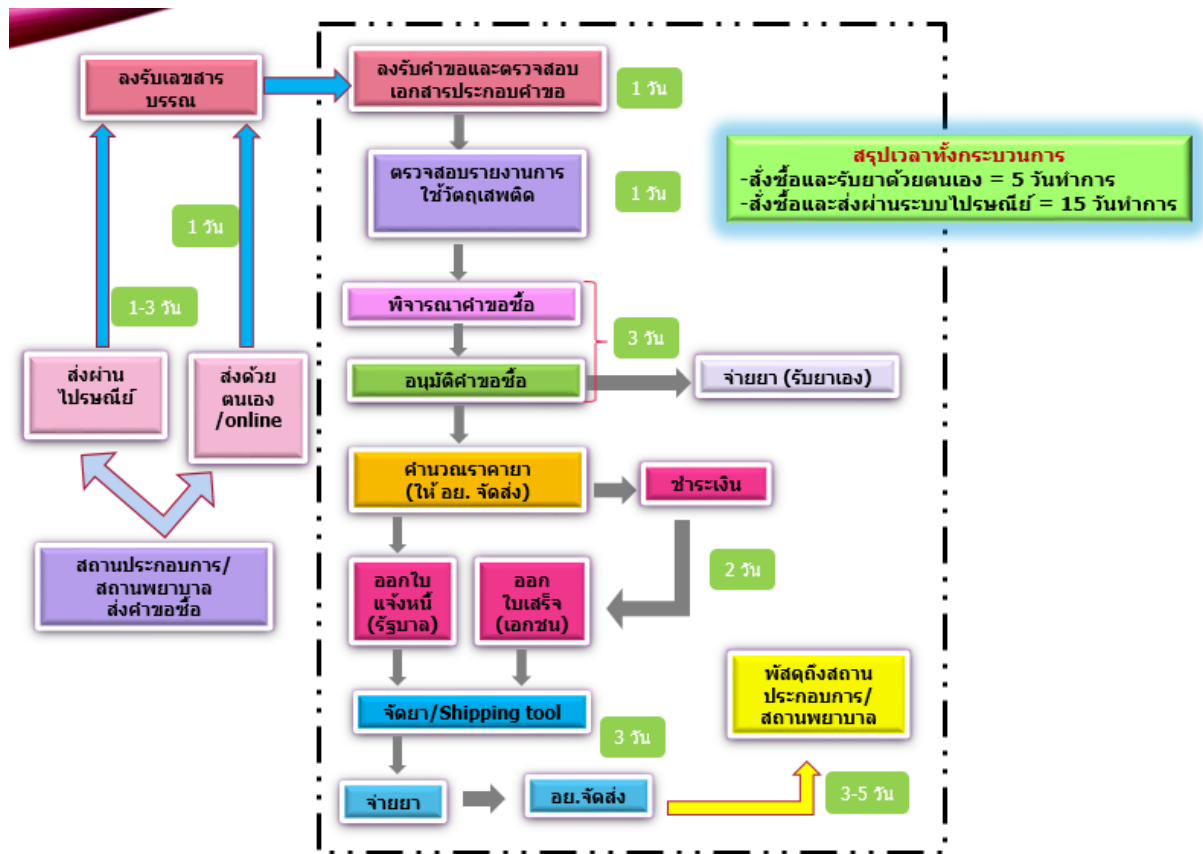 ลงรับเลขสาร
บรรณ
ลงรับคำขอและตรวจสอบ
เอกสารประกอบคำขอ
1 วัน
สรุปเวลาทั้งกระบวนการ
-สั่งซื้อและรับยาด้วยตนเอง = 5 วันทำการ
-สั่งซื้อและส่งผ่านระบบไปรษณีย์ = 15 วันทำการ
ตรวจสอบรายงานการ
ใช้วัตถุเสพติด
1 วัน
1 วัน
1-3 วัน
พิจารณาคำขอซื้อ
3 วัน
อนุมัติคำขอซื้อ
จ่ายยา (รับยาเอง)
ส่งผ่าน
ไปรษณีย์
ส่งด้วย
ตนเอง
/online
คำนวณราคายา
(ให้ อย. จัดส่ง)
ชำระเงิน
สถานประกอบการ/
สถานพยาบาล
ส่งคำขอซื้อ
ออกใบ
แจ้งหนี้
(รัฐบาล)
ออก
ใบเสร็จ
(เอกชน)
2 วัน
พัสดุถึงสถาน
ประกอบการ/
สถานพยาบาล
จัดยา/Shipping tool
3 วัน
จ่ายยา
อย.จัดส่ง
3-5 วัน